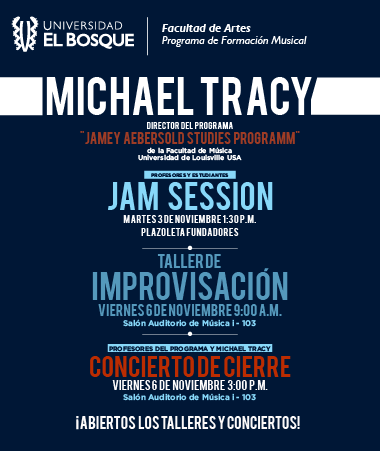 UNIVERSIDAD
EL BOSQUE
Facultad de Artes
Programa de Formación Musical
MICHAEL TRACY
DIRECTOR DEL PROGRAMA
"JAMEY AEBERSOLD STUDIES PROGRAMM"
de la Facultad de Música
Universidad de Louisville USA
PROFESORES Y ESTUDIANTES
JAM SESSION
MARTES 3 DE NOVIEMBRE 1:30 P.M.
PLAZOLETA FUNDADORES
TALLER DE
IMPROVISACIÓN
VIERNES 6 DE NOVIEMBRE 9:00 A.M.
Salón Auditorio de Música i - 103
PROFESORES DEL PROGRAMA Y MICHAEL TRACY
CONCIERTO DE CIERRE
VIERNES 6 DE NOVIEMBRE 3:00 P.M.
Salón Auditorio de Música i - 103
¡ABIERTOS LOS TALLERES Y CONCIERTOS!